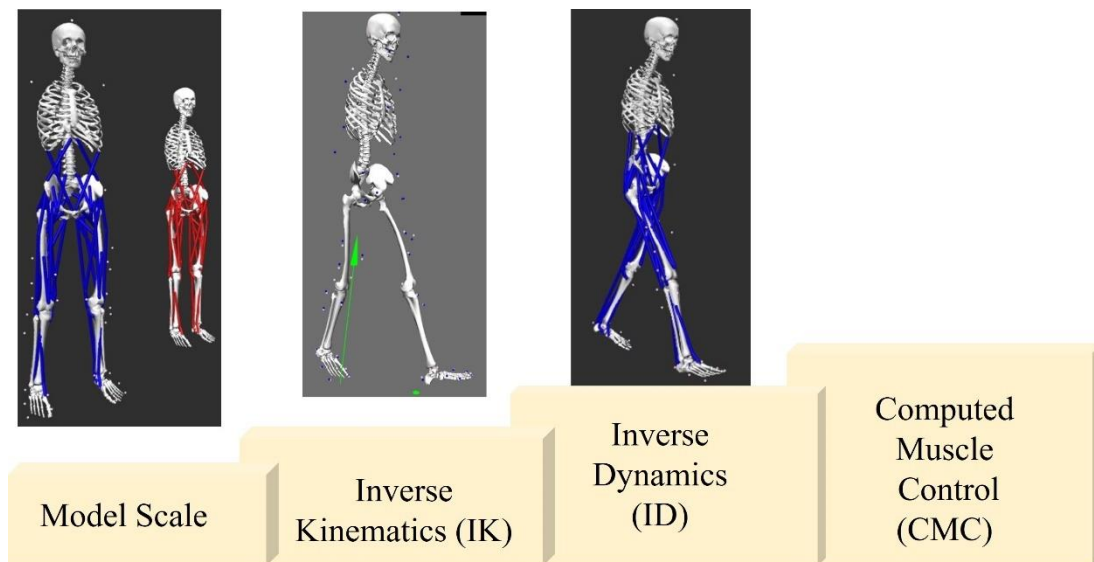 Model Scale
Inverse
Kinematics (IK)
Inverse
Dynamics
(ID)
Computed
Muscle
Control
(CMC)